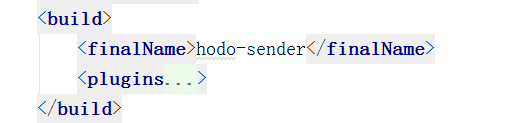 <build>
<finalName>hodo-sender</finalName>
<plugins...>
</build>